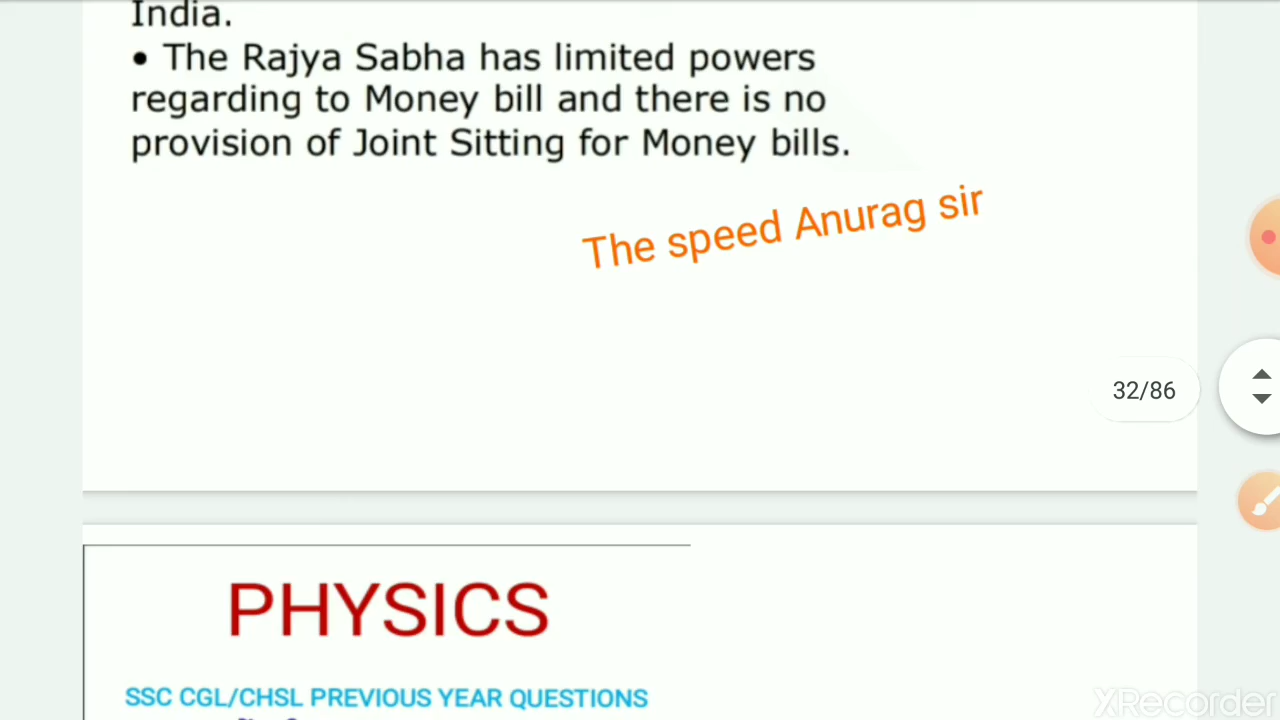 India.
• The Rajya Sabha has limited powers
regarding to Money bill and there is no
provision of Joint Sitting for Money bills.
The speed Anurag sir
32/86
PHYSICS
SSC CGL/CHSL PREVIOUS YEAR QUESTIONS
XRecorder